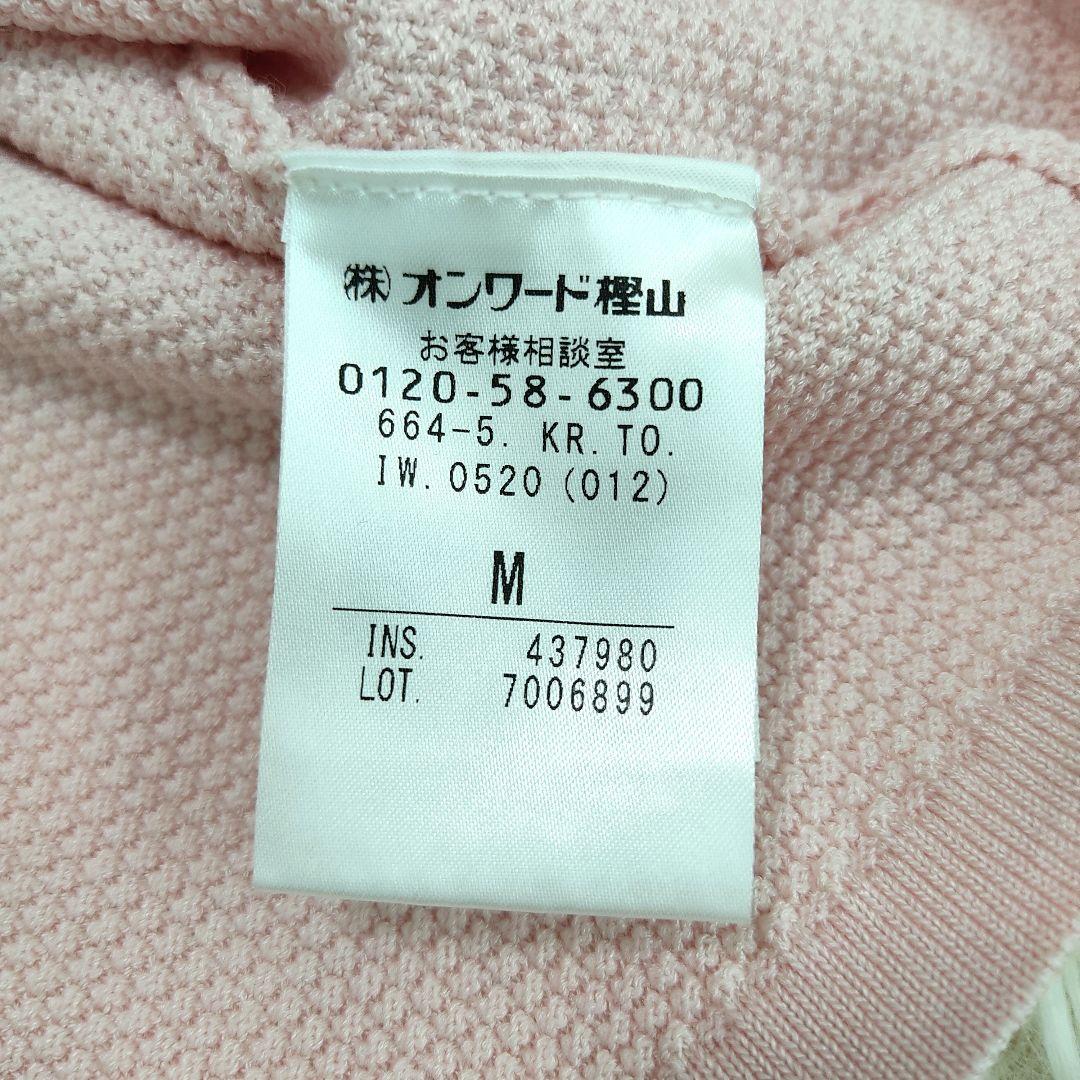 ㈱オンワード樫山
お客様相談室
0120-58-6300
664-5. KR. TO.
IW. 0520 (012)
M
INS. 437980
LOT. 7006899